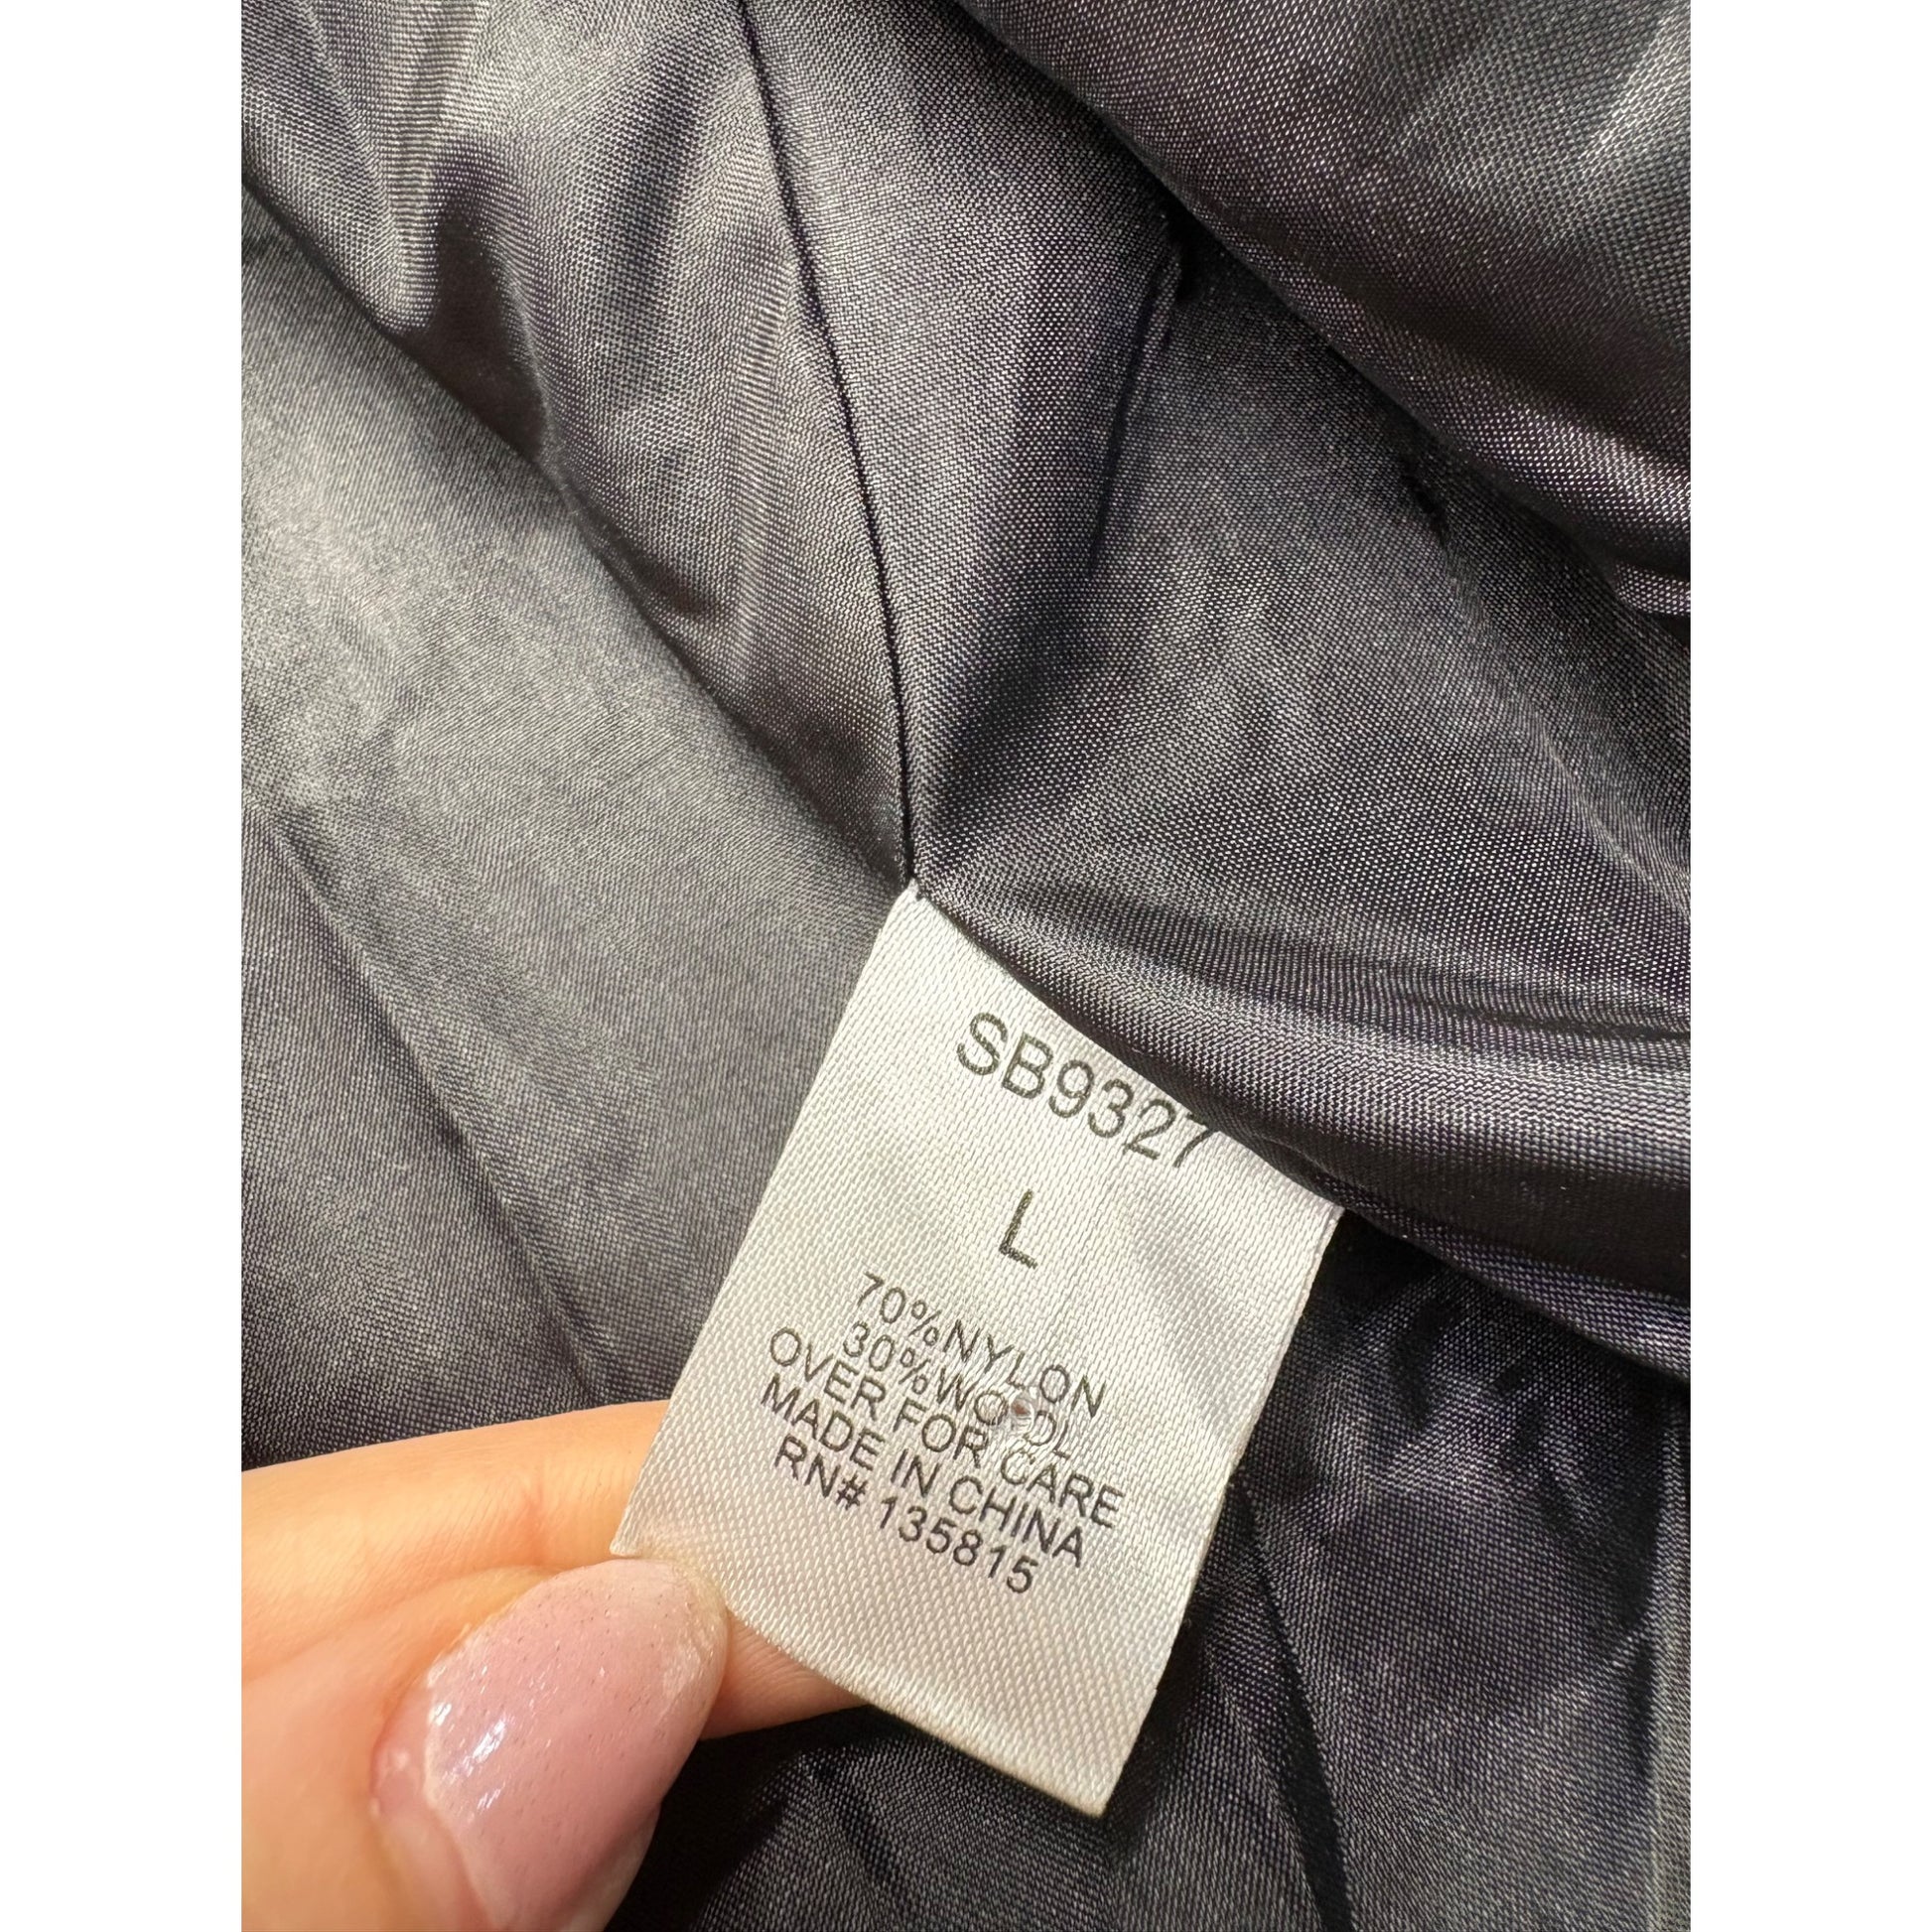 SB9327
L
70%NYLON
30%WOOL
OVER FOR CARE
MADE IN CHINA
RN# 135815